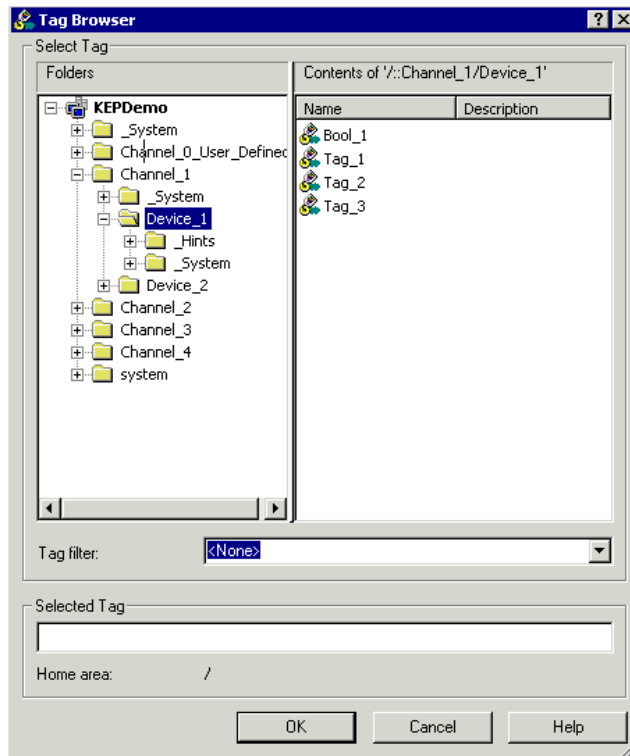 Tag Browser
Select Tag
Folders
Contents of '/::Channel_1/Device_1'
KEPDemo
_System
Channel_0_User_Defined
Channel_1
_System
Device_1
_Hints
_System
Device_2
Channel_2
Channel_3
Channel_4
system
Name Description
Bool_1
Tag_1
Tag_2
Tag_3
Tag filter: <None>
Selected Tag
Home area: /
OK Cancel Help